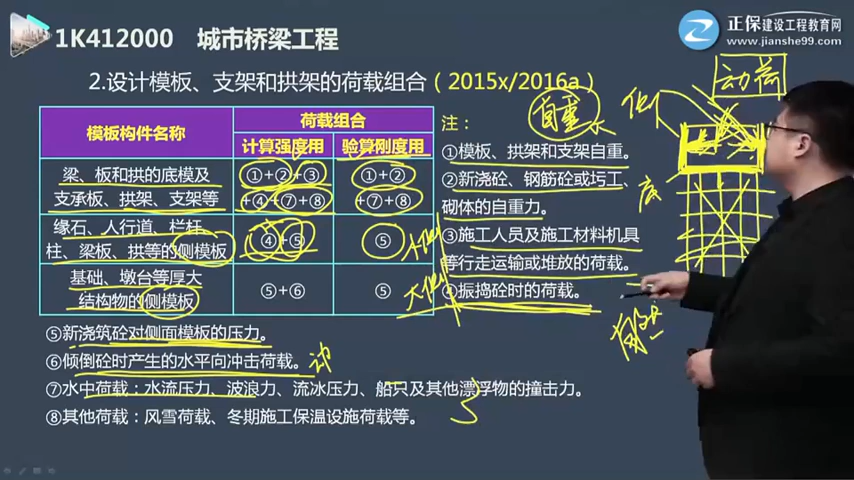 1K412000 城市桥梁工程
正保建设工程教育网
www.jianshe99.com
2.设计模板、支架和拱架的荷载组合(2015x/2016a)
动荷
自重
模板构件名称
荷载组合
计算强度用
验算刚度用
梁、板和拱的底模及
支承板、拱架、支架等
①+②+③
+④+⑦+⑧
①+②
+⑦+⑧
缘石、人行道、栏杆、
柱、梁板、拱等的侧模板
④+⑤
⑤
基础、墩台等厚大
结构物的侧模板
⑤+⑥
⑤
注:
①模板、拱架和支架自重。
②新浇砼、钢筋砼或圬工、
砌体的自重力。
③施工人员及施工材料机具
等行走运输或堆放的荷载。
④振捣砼时的荷载。
⑤新浇筑砼对侧面模板的压力。
⑥倾倒砼时产生的水平向冲击荷载。
动
⑦水中荷载:水流压力、波浪力、流冰压力、船只及其他漂浮物的撞击力。
⑧其他荷载:风雪荷载、冬期施工保温设施荷载等。